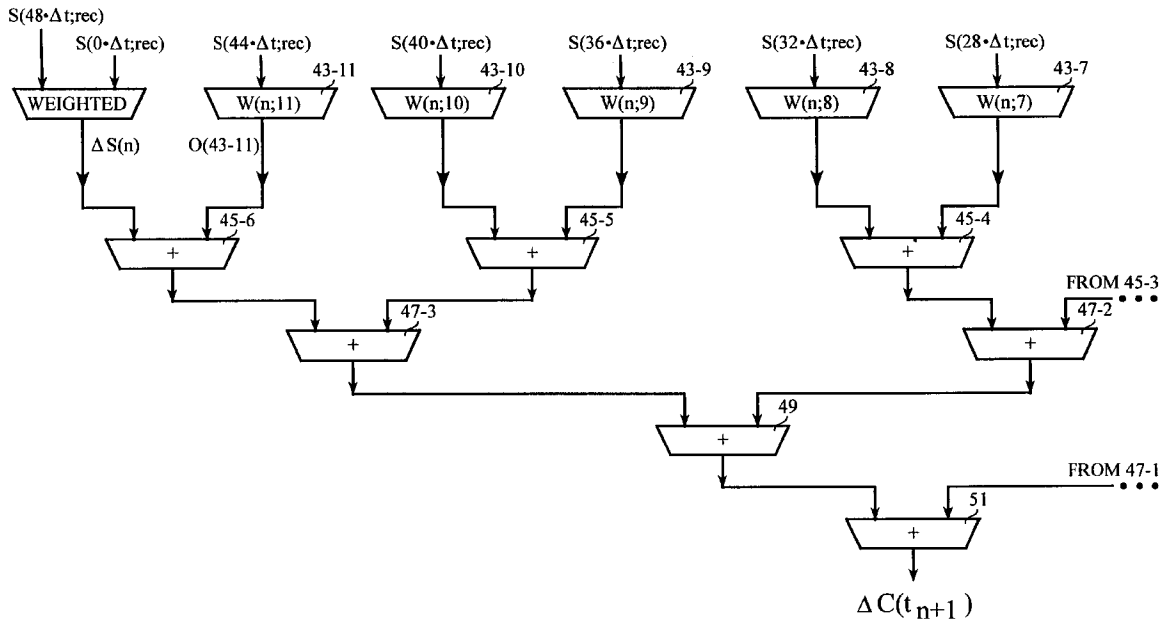 S(48·Δt;rec)
S(0·Δt;rec) S(44·Δt;rec) S(40·Δt;rec) S(36·Δt;rec) S(32·Δt;rec) S(28·Δt;rec)
43-11 43-10 43-9 43-8 43-7
WEIGHTED W(n;11) W(n;10) W(n;9) W(n;8) W(n;7)
Δ S(n) O(43-11)
45-6 45-5 45-4
+ + +
FROM 45-3
47-3 47-2
+ +
49
+
FROM 47-1
51
+
Δ C(t n+1)